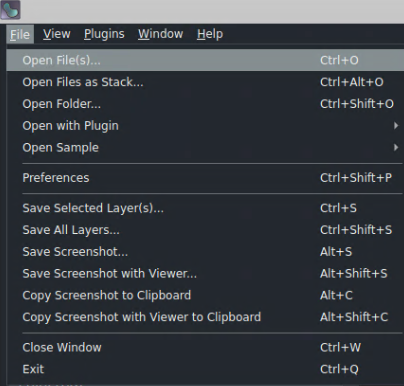 File View Plugins Window Help
Open File(s)... Ctrl+O
Open Files as Stack... Ctrl+Alt+O
Open Folder... Ctrl+Shift+O
Open with Plugin
Open Sample
Preferences Ctrl+Shift+P
Save Selected Layer(s)... Ctrl+S
Save All Layers... Ctrl+Shift+S
Save Screenshot... Alt+S
Save Screenshot with Viewer... Alt+Shift+S
Copy Screenshot to Clipboard Alt+C
Copy Screenshot with Viewer to Clipboard Alt+Shift+C
Close Window Ctrl+W
Exit Ctrl+Q